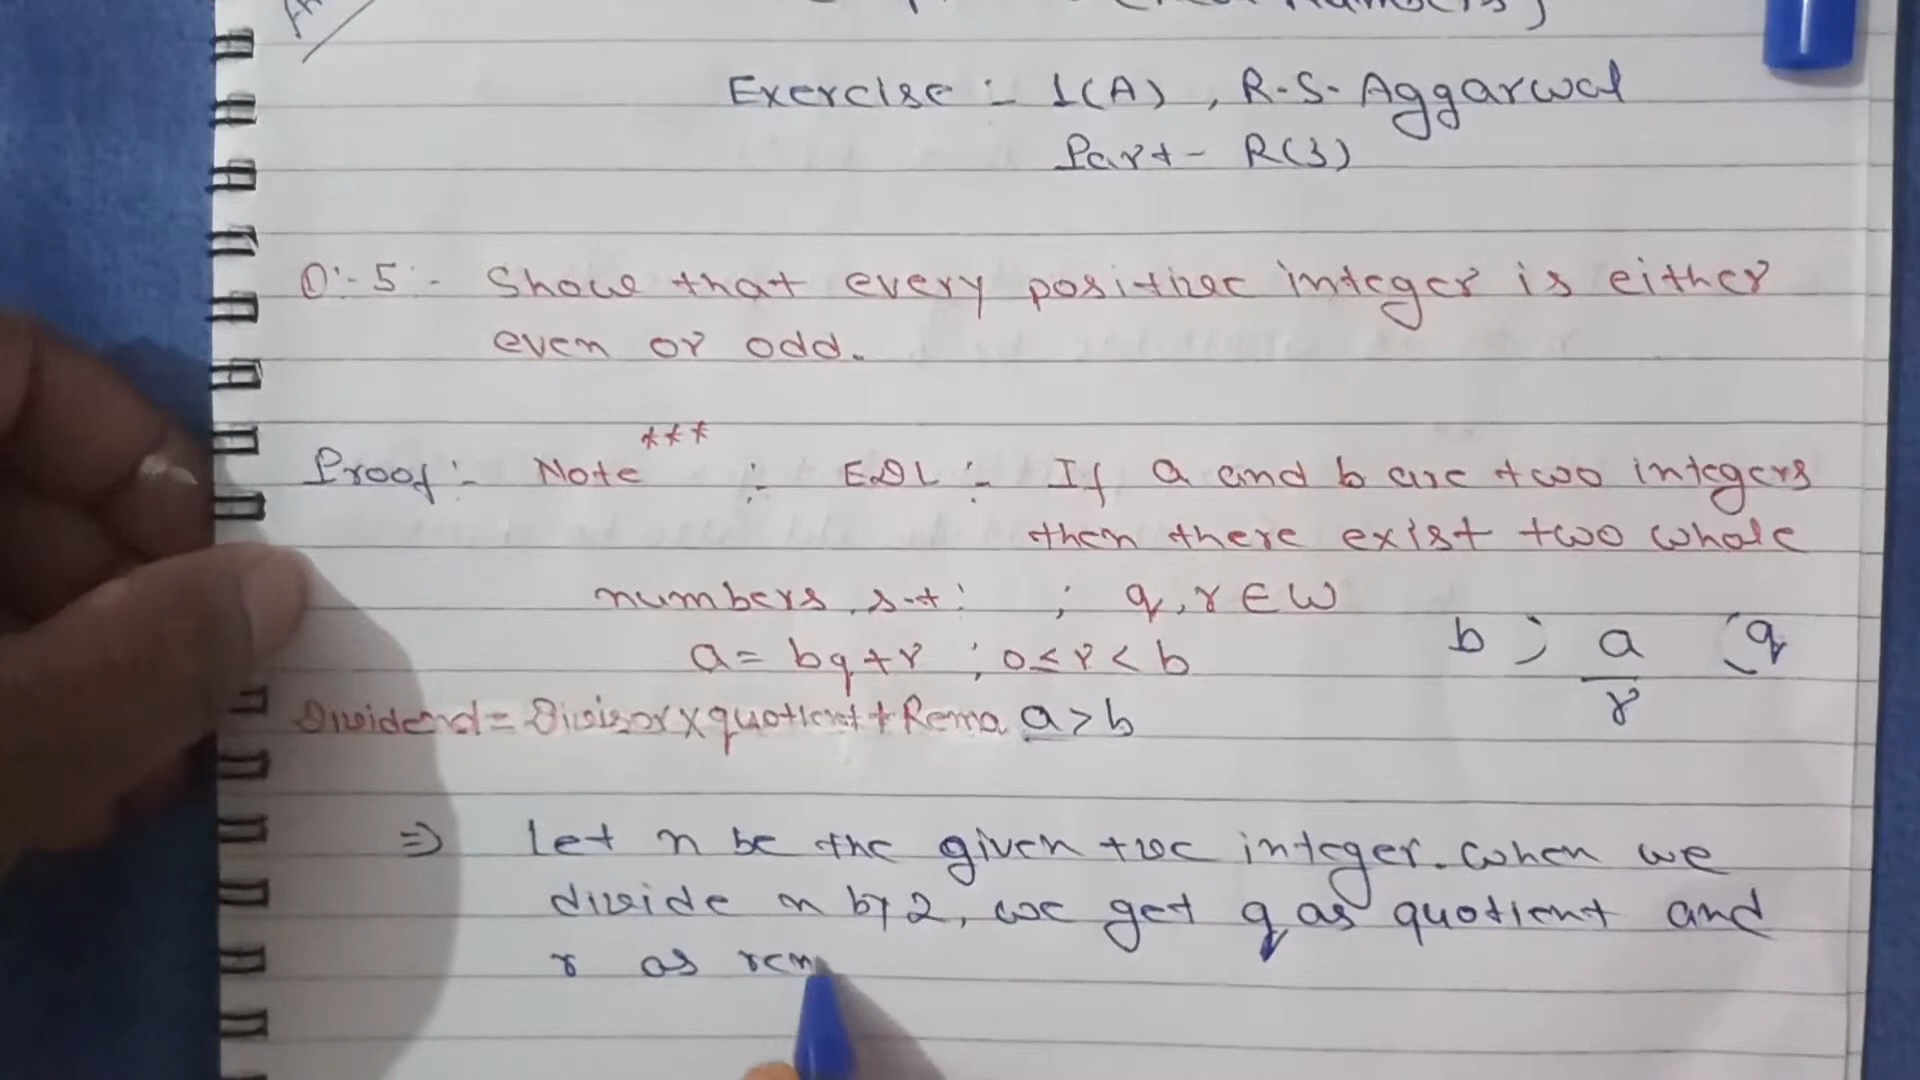 Exercise :- 1(A), R.S. Aggarwal
Part - R(3)
Q:-5:- Show that every positive integer is either
even or odd.
Proof:- Note *** :- EDL :- If a and b are two integers
then there exist two whole
numbers s.t: ; q, r ∈ W
a = bq + r ; 0 ≤ r < b
b ) a ( q
r
Dividend = Divisor × quotient + Rema a > b
⇒ Let n be the given +ve integer. When we
divide n by 2, we get q as quotient and
r as rem